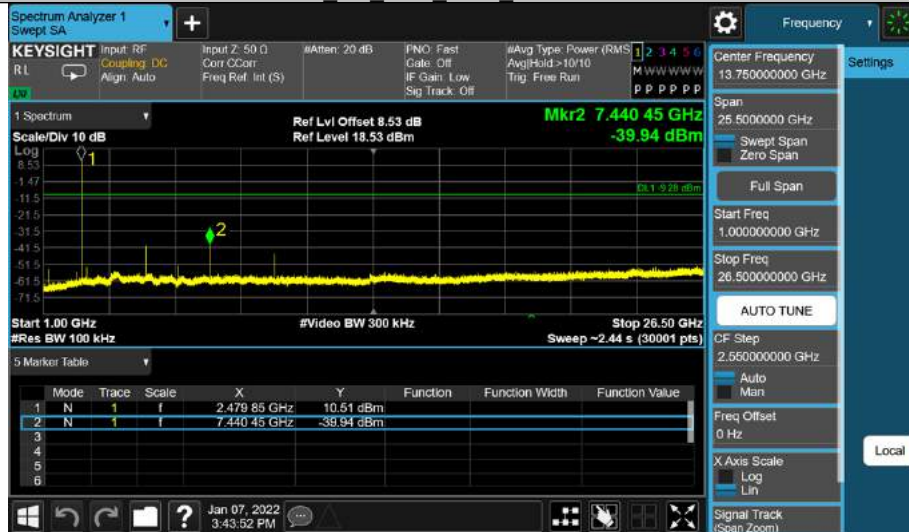 Spectrum Analyzer 1
Swept SA
Frequency
KEYSIGHT
RL
LXI
Input: RF
Coupling: DC
Align: Auto
Input Z: 50 Ω
Corr CCorr
Freq Ref: Int (S)
#Atten: 20 dB
PNO: Fast
Gate: Off
IF Gain: Low
Sig Track: Off
#Avg Type: Power (RMS
Avg|Hold:>10/10
Trig: Free Run
1 2 3 4 5 6
M W W W W W
P P P P P P
1 Spectrum
Scale/Div 10 dB
Ref Lvl Offset 8.53 dB
Ref Level 18.53 dBm
Mkr2 7.440 45 GHz
-39.94 dBm
Log
8.53
-1.47
-11.5
-21.5
-31.5
-41.5
-51.5
-61.5
-71.5
1
2
DL1 -9.28 dBm
Start 1.00 GHz
#Res BW 100 kHz
#Video BW 300 kHz
Stop 26.50 GHz
Sweep ~2.44 s (30001 pts)
5 Marker Table
Mode Trace Scale X Y Function Function Width Function Value
1 N 1 f 2.479 85 GHz 10.51 dBm
2 N 1 f 7.440 45 GHz -39.94 dBm
3
4
5
6
Jan 07, 2022
3:43:52 PM
Center Frequency
13.750000000 GHz
Span
25.5000000 GHz
Swept Span
Zero Span
Full Span
Start Freq
1.000000000 GHz
Stop Freq
26.500000000 GHz
AUTO TUNE
CF Step
2.550000000 GHz
Auto
Man
Freq Offset
0 Hz
X Axis Scale
Log
Lin
Signal Track
(Span Zoom)
Settings
Local